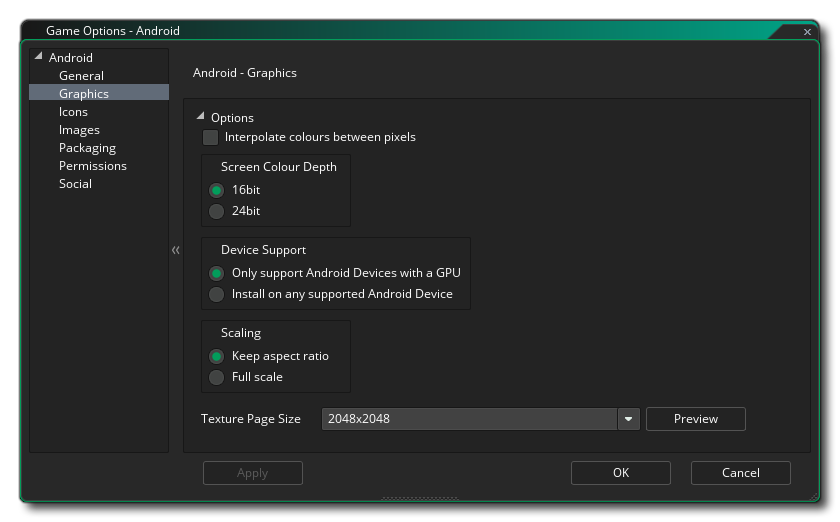 Game Options - Android
Android
General
Graphics
Icons
Images
Packaging
Permissions
Social
Android - Graphics
Options
Interpolate colours between pixels
Screen Colour Depth
16bit
24bit
Device Support
Only support Android Devices with a GPU
Install on any supported Android Device
Scaling
Keep aspect ratio
Full scale
Texture Page Size 2048x2048 Preview
Apply OK Cancel